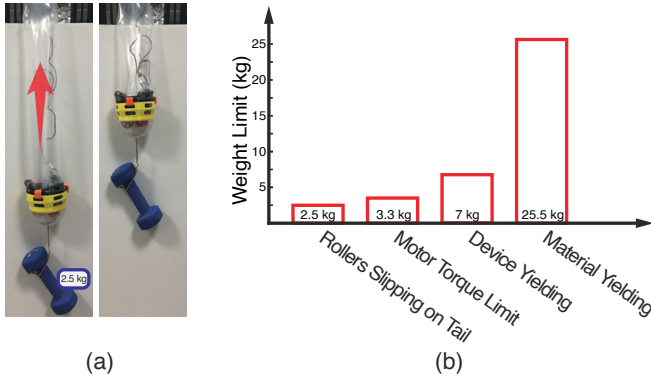 2.5 kg
(a)
(b)
Weight Limit (kg)
25
20
15
10
5
2.5 kg
3.3 kg
7 kg
25.5 kg
Rollers Slipping on Tail
Motor Torque Limit
Device Yielding
Material Yielding